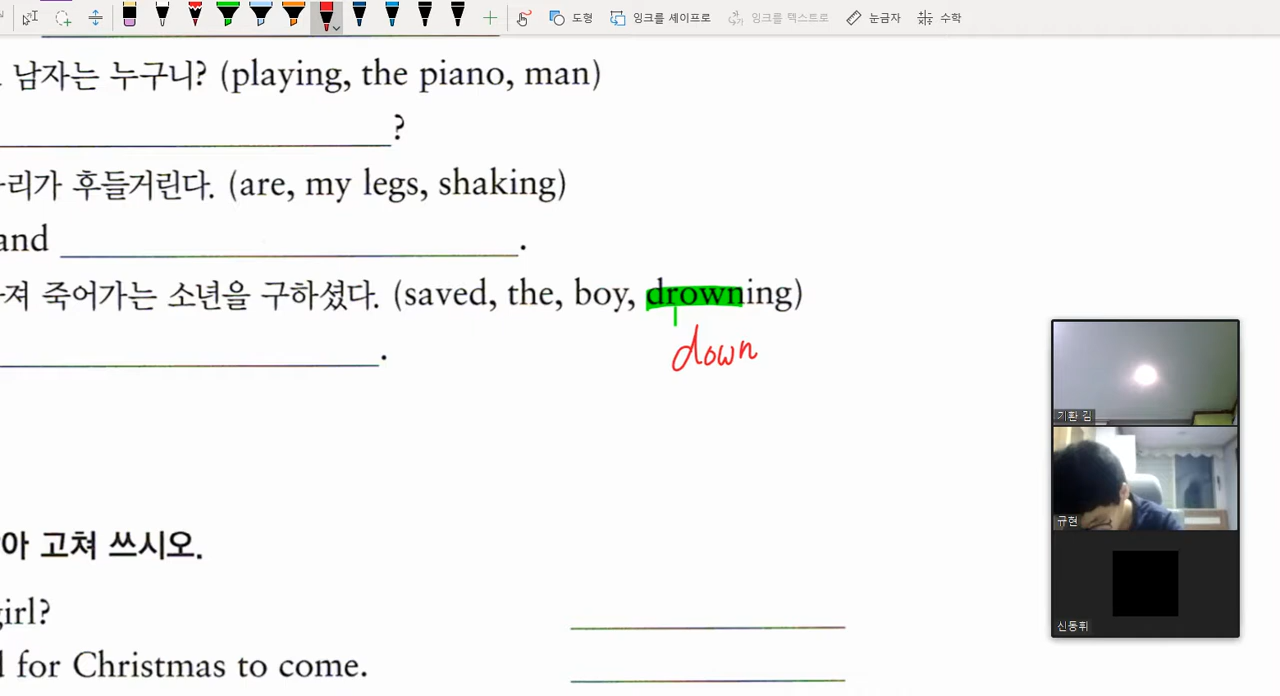 도형 잉크를 셰이프로 잉크를 텍스트로 눈금자 수학
남자는 누구니? (playing, the piano, man)
?
리가 후들거린다. (are, my legs, shaking)
and .
져 죽어가는 소년을 구하셨다. (saved, the, boy, drowning)
down
.
아 고쳐 쓰시오.
girl?
for Christmas to come.
기환 김
규현
신동휘